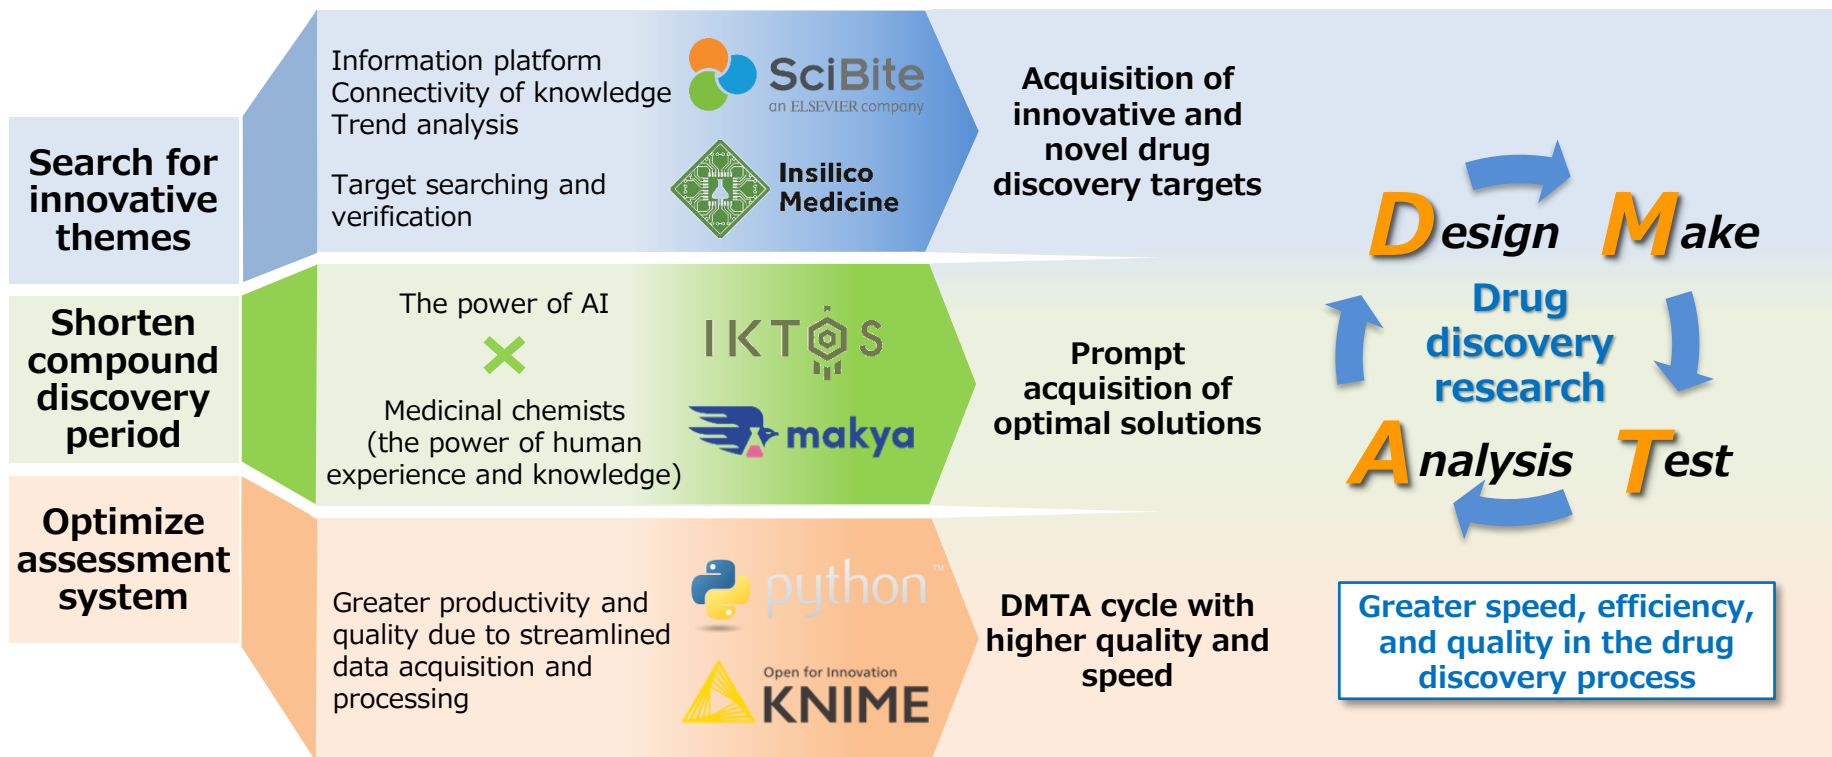 Search for
innovative
themes
Information platform
Connectivity of knowledge
Trend analysis
Target searching and
verification
SciBite
an ELSEVIER company
Insilico
Medicine
Acquisition of
innovative and
novel drug
discovery targets
Shorten
compound
discovery
period
The power of AI
×
Medicinal chemists
(the power of human
experience and knowledge)
IKTOS
makya
Prompt
acquisition of
optimal solutions
Optimize
assessment
system
Greater productivity and
quality due to streamlined
data acquisition and
processing
python™
Open for Innovation
KNIME
DMTA cycle with
higher quality and
speed
Design Make
Drug
discovery
research
Analysis Test
Greater speed, efficiency,
and quality in the drug
discovery process